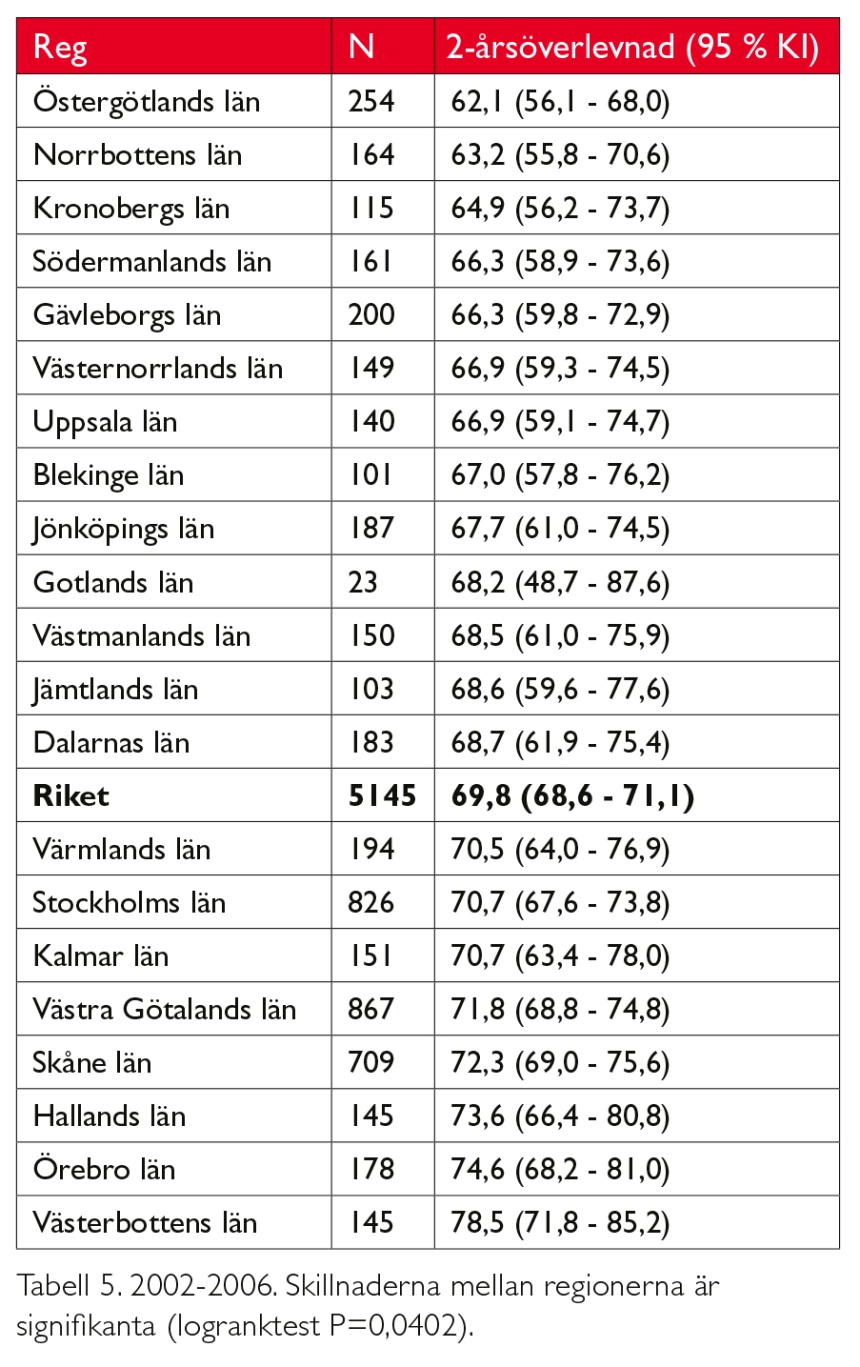 Reg N 2-årsöverlevnad (95 % KI)
Östergötlands län 254 62,1 (56,1 - 68,0)
Norrbottens län 164 63,2 (55,8 - 70,6)
Kronobergs län 115 64,9 (56,2 - 73,7)
Södermanlands län 161 66,3 (58,9 - 73,6)
Gävleborgs län 200 66,3 (59,8 - 72,9)
Västernorrlands län 149 66,9 (59,3 - 74,5)
Uppsala län 140 66,9 (59,1 - 74,7)
Blekinge län 101 67,0 (57,8 - 76,2)
Jönköpings län 187 67,7 (61,0 - 74,5)
Gotlands län 23 68,2 (48,7 - 87,6)
Västmanlands län 150 68,5 (61,0 - 75,9)
Jämtlands län 103 68,6 (59,6 - 77,6)
Dalarnas län 183 68,7 (61,9 - 75,4)
Riket 5145 69,8 (68,6 - 71,1)
Värmlands län 194 70,5 (64,0 - 76,9)
Stockholms län 826 70,7 (67,6 - 73,8)
Kalmar län 151 70,7 (63,4 - 78,0)
Västra Götalands län 867 71,8 (68,8 - 74,8)
Skåne län 709 72,3 (69,0 - 75,6)
Hallands län 145 73,6 (66,4 - 80,8)
Örebro län 178 74,6 (68,2 - 81,0)
Västerbottens län 145 78,5 (71,8 - 85,2)
Tabell 5. 2002-2006. Skillnaderna mellan regionerna är
signifikanta (logranktest P=0,0402).